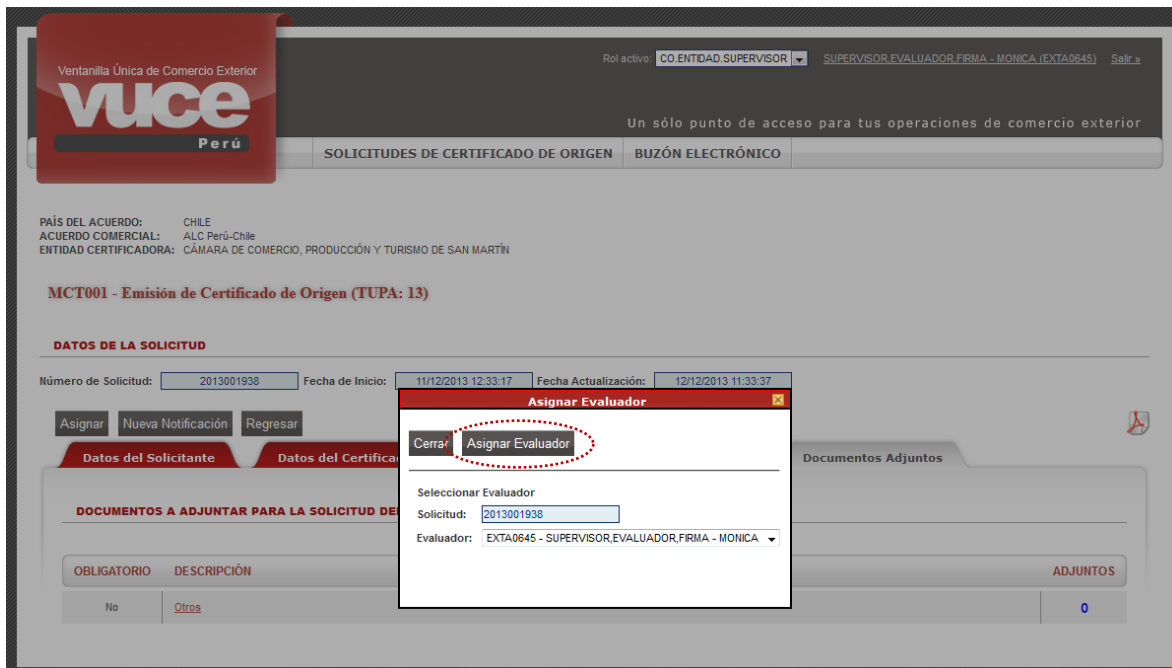 Ventanilla Única de Comercio Exterior
vuce
Perú
Rol activo: CO.ENTIDAD.SUPERVISOR SUPERVISOR,EVALUADOR,FIRMA - MONICA (EXTA0645) Salir »
Un sólo punto de acceso para tus operaciones de comercio exterior
SOLICITUDES DE CERTIFICADO DE ORIGEN BUZÓN ELECTRÓNICO
PAÍS DEL ACUERDO: CHILE
ACUERDO COMERCIAL: ALC Perú-Chile
ENTIDAD CERTIFICADORA: CÁMARA DE COMERCIO, PRODUCCIÓN Y TURISMO DE SAN MARTÍN
MCT001 - Emisión de Certificado de Origen (TUPA: 13)
DATOS DE LA SOLICITUD
Número de Solicitud: 2013001938 Fecha de Inicio: 11/12/2013 12:33:17 Fecha Actualización: 12/12/2013 11:33:37
Asignar Nueva Notificación Regresar
Datos del Solicitante Datos del Certifica Documentos Adjuntos
DOCUMENTOS A ADJUNTAR PARA LA SOLICITUD DE
OBLIGATORIO DESCRIPCIÓN ADJUNTOS
No Otros 0
Asignar Evaluador
Cerrar Asignar Evaluador
Seleccionar Evaluador
Solicitud: 2013001938
Evaluador: EXTA0645 - SUPERVISOR,EVALUADOR,FIRMA - MONICA